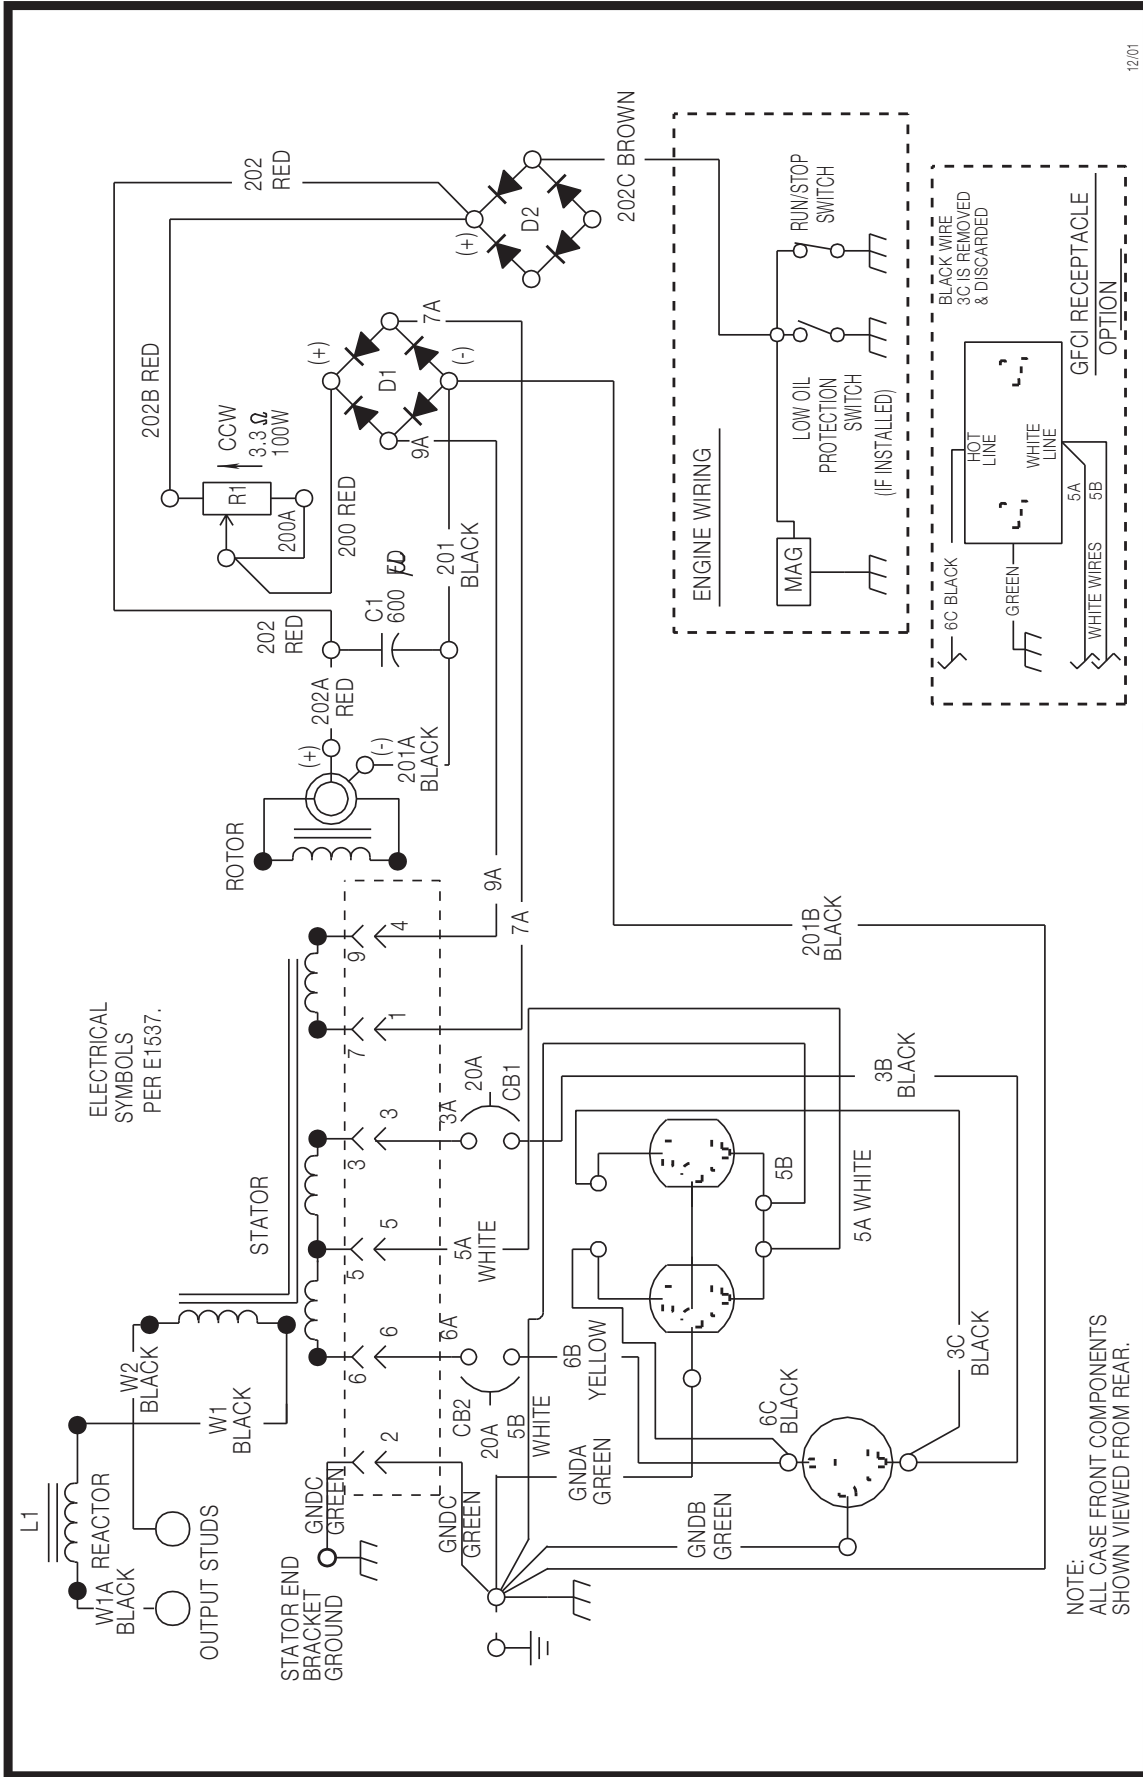 L1
REACTOR
W1A
BLACK
OUTPUT STUDS
W2
BLACK
W1
BLACK
ELECTRICAL
SYMBOLS
PER E1537.
STATOR
ROTOR
STATOR END
BRACKET
GROUND
GNDC
GREEN
GNDC
GREEN
2
6
6
6A
5
5
5A
WHITE
3
3
3A
7
1
9
4
CB2
20A
20A
CB1
5B
WHITE
6B
YELLOW
GNDA
GREEN
GNDB
GREEN
6C
BLACK
3C
BLACK
5B
5A WHITE
3B
BLACK
201B
BLACK
9A
7A
(+)
(-)
202A
RED
201A
BLACK
202
RED
C1
600 µFD
201
BLACK
200 RED
200A
R1
CCW
3.3 Ω
100W
202B RED
202
RED
(+)
D1
(-)
9A
7A
(+)
D2
202C BROWN
ENGINE WIRING
MAG
LOW OIL
PROTECTION
SWITCH
(IF INSTALLED)
RUN/STOP
SWITCH
BLACK WIRE
3C IS REMOVED
& DISCARDED
GFCI RECEPTACLE
OPTION
HOT
LINE
WHITE
LINE
6C BLACK
GREEN
5A
5B
WHITE WIRES
NOTE:
ALL CASE FRONT COMPONENTS
SHOWN VIEWED FROM REAR.
12/01